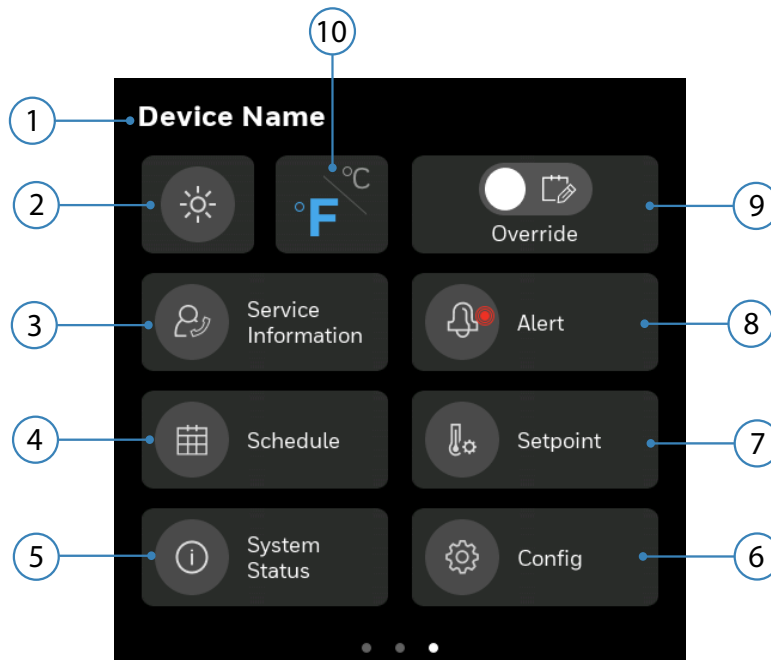 10
1
Device Name
2
°F
°C
Override
9
3
Service
Information
Alert
8
4
Schedule
Setpoint
7
5
System
Status
Config
6